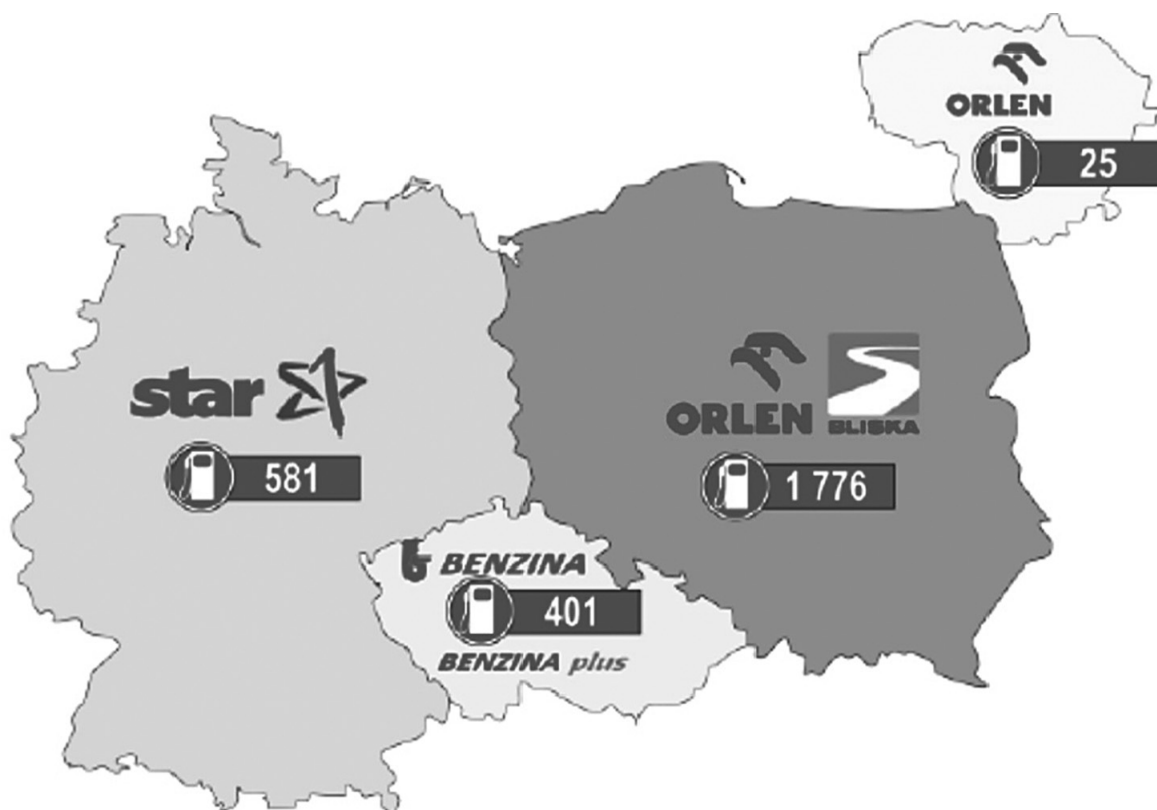 ORLEN
25
star
581
ORLEN
BLISKA
1 776
BENZINA
401
BENZINA plus